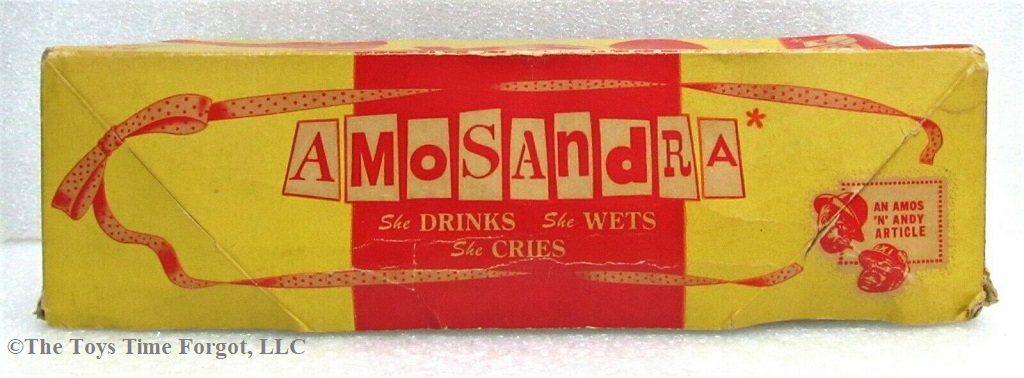 AMOSANdRA*
She DRINKS She WETS
She CRIES
AN AMOS
'N' ANDY
ARTICLE
©The Toys Time Forgot, LLC